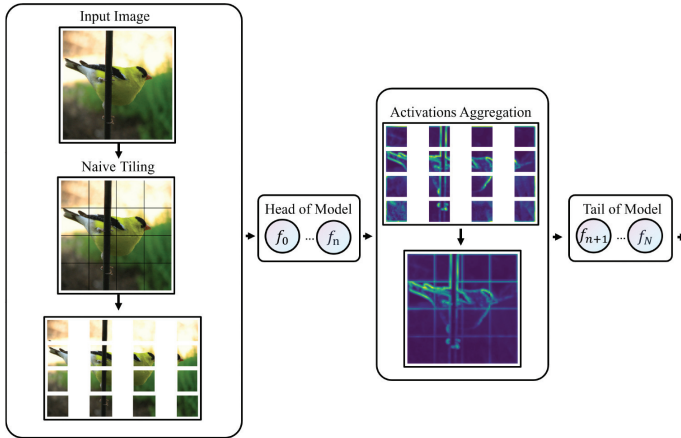 Input Image
Naive Tiling
Head of Model
f0 ... fn
Activations Aggregation
Tail of Model
fn+1 ... fN